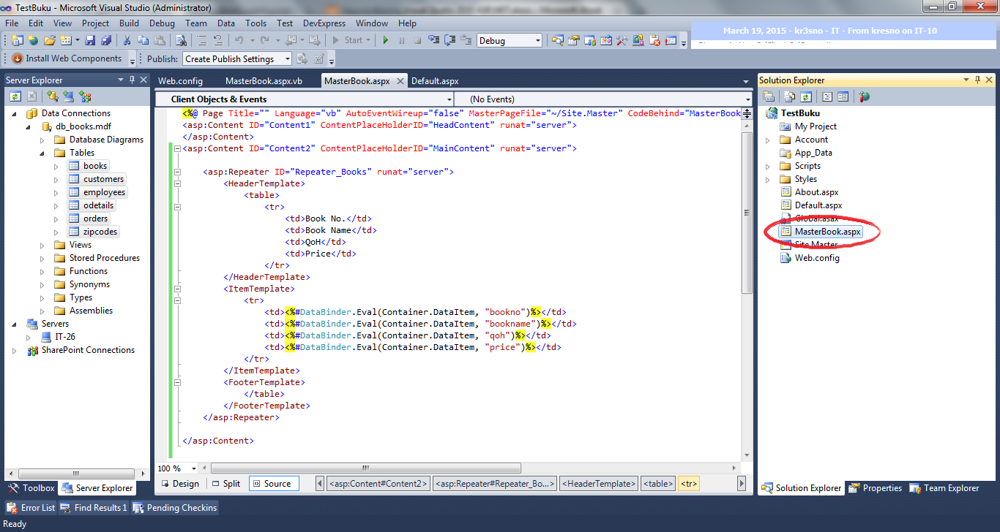 TestBuku - Microsoft Visual Studio (Administrator)
File Edit View Project Build Debug Team Data Tools Test DevExpress Window Help
Start Debug
March 19, 2015 - kr3sno - IT - From kresno on IT-10
Install Web Components Publish: Create Publish Settings
Server Explorer
Data Connections
db_books.mdf
Database Diagrams
Tables
books
customers
employees
odetails
orders
zipcodes
Views
Stored Procedures
Functions
Synonyms
Types
Assemblies
Servers
IT-26
SharePoint Connections
Toolbox Server Explorer
Web.config MasterBook.aspx.vb MasterBook.aspx Default.aspx
Client Objects & Events (No Events)
<%@ Page Title="" Language="vb" AutoEventWireup="false" MasterPageFile="~/Site.Master" CodeBehind="MasterBook
<asp:Content ID="Content1" ContentPlaceHolderID="HeadContent" runat="server">
</asp:Content>
<asp:Content ID="Content2" ContentPlaceHolderID="MainContent" runat="server">
<asp:Repeater ID="Repeater_Books" runat="server">
<HeaderTemplate>
<table>
<tr>
<td>Book No.</td>
<td>Book Name</td>
<td>QoH</td>
<td>Price</td>
</tr>
</HeaderTemplate>
<ItemTemplate>
<tr>
<td><%#DataBinder.Eval(Container.DataItem, "bookno")%></td>
<td><%#DataBinder.Eval(Container.DataItem, "bookname")%></td>
<td><%#DataBinder.Eval(Container.DataItem, "qoh")%></td>
<td><%#DataBinder.Eval(Container.DataItem, "price")%></td>
</tr>
</ItemTemplate>
<FooterTemplate>
</table>
</FooterTemplate>
</asp:Repeater>
</asp:Content>
100 %
Design Split Source <asp:Content#Content2> <asp:Repeater#Repeater_Bo...> <HeaderTemplate> <table> <tr>
Solution Explorer
TestBuku
My Project
Account
App_Data
Scripts
Styles
About.aspx
Default.aspx
Global.asax
MasterBook.aspx
Site.Master
Web.config
Solution Explorer Properties Team Explorer
Error List Find Results 1 Pending Checkins
Ready